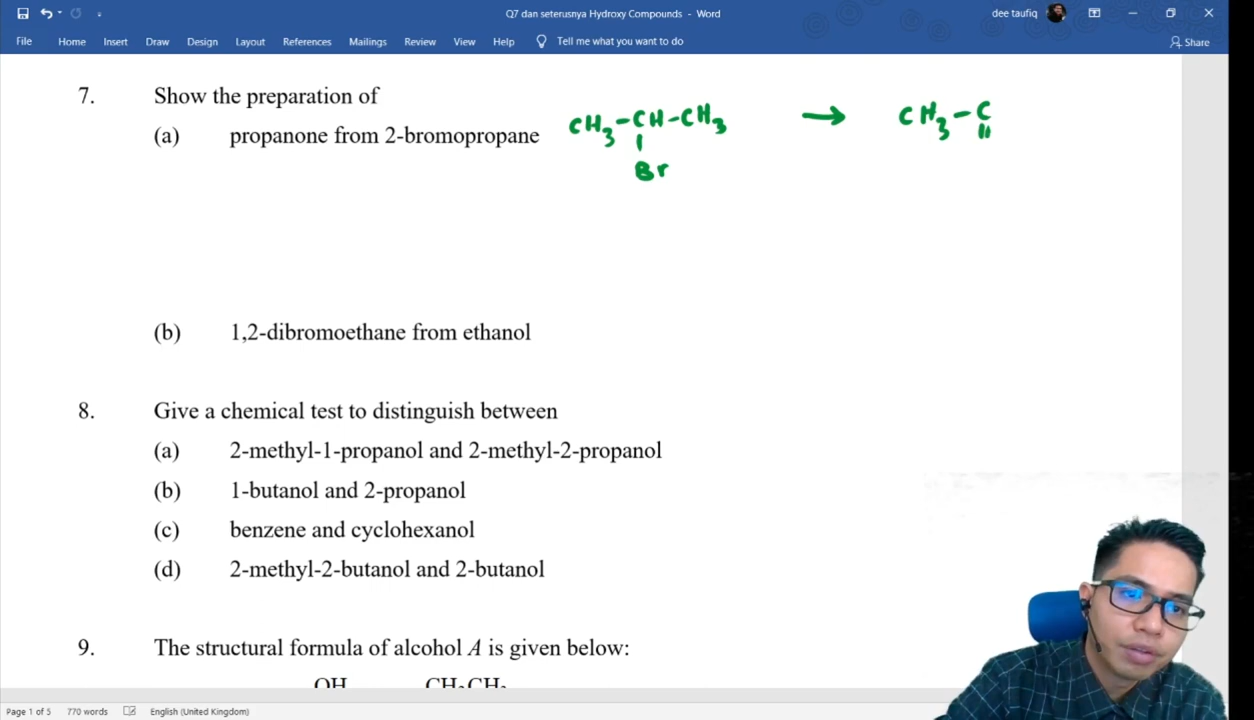 Q7 dan seterusnya Hydroxy Compounds - Word
dee taufiq
File Home Insert Draw Design Layout References Mailings Review View Help Tell me what you want to do Share
7. Show the preparation of
(a) propanone from 2-bromopropane CH₃-CH-CH₃ → CH₃-C
Br
(b) 1,2-dibromoethane from ethanol
8. Give a chemical test to distinguish between
(a) 2-methyl-1-propanol and 2-methyl-2-propanol
(b) 1-butanol and 2-propanol
(c) benzene and cyclohexanol
(d) 2-methyl-2-butanol and 2-butanol
9. The structural formula of alcohol A is given below:
OH CH₂CH₃
Page 1 of 5 770 words English (United Kingdom)